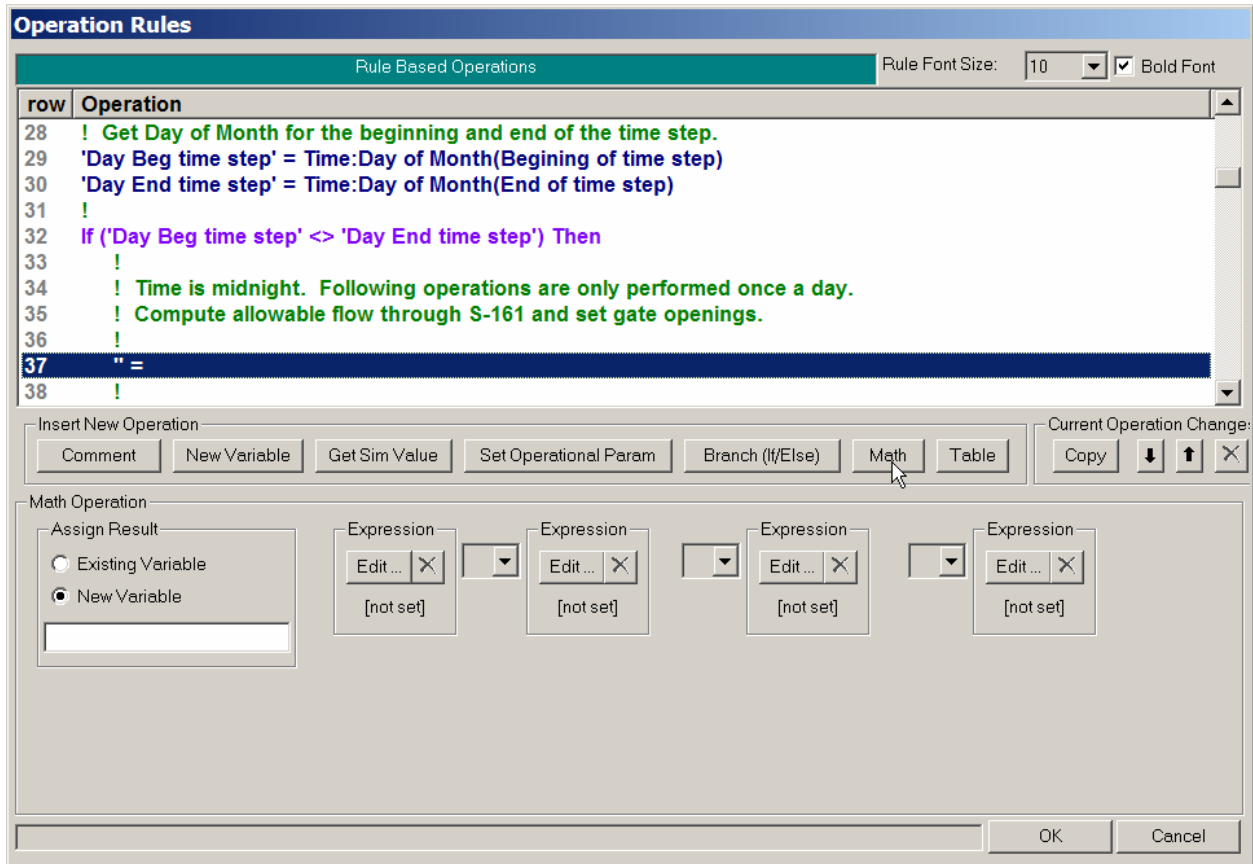 Operation Rules
Rule Based Operations Rule Font Size: 10 Bold Font
row Operation
28 ! Get Day of Month for the beginning and end of the time step.
29 'Day Beg time step' = Time:Day of Month(Begining of time step)
30 'Day End time step' = Time:Day of Month(End of time step)
31 !
32 If ('Day Beg time step' <> 'Day End time step') Then
33 !
34 ! Time is midnight. Following operations are only performed once a day.
35 ! Compute allowable flow through S-161 and set gate openings.
36 !
37 '' =
38 !
Insert New Operation Current Operation Changes
Comment New Variable Get Sim Value Set Operational Param Branch (If/Else) Math Table Copy
Math Operation
Assign Result Expression Expression Expression Expression
Existing Variable Edit ... Edit ... Edit ... Edit ...
New Variable [not set] [not set] [not set] [not set]
OK Cancel